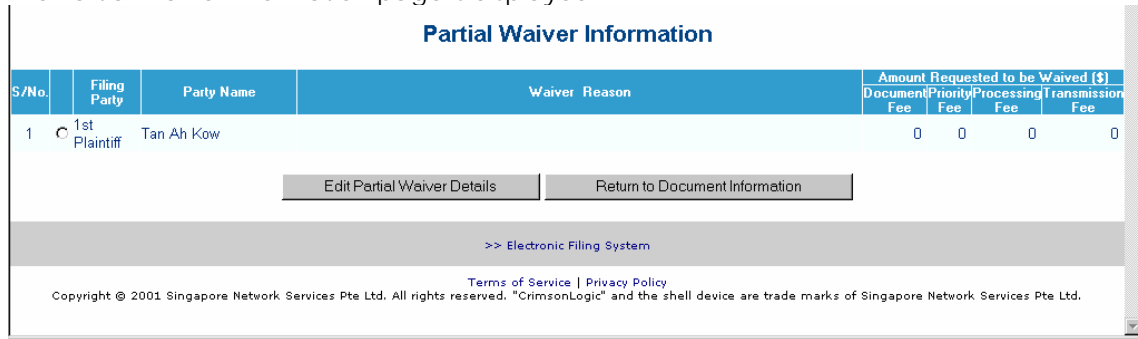 Partial Waiver Information
S/No. Filing Party Party Name Waiver Reason Amount Requested to be Waived ($)
Document Fee Priority Fee Processing Fee Transmission Fee
1 1st Plaintiff Tan Ah Kow 0 0 0 0
Edit Partial Waiver Details Return to Document Information
>> Electronic Filing System
Terms of Service | Privacy Policy
Copyright © 2001 Singapore Network Services Pte Ltd. All rights reserved. "CrimsonLogic" and the shell device are trade marks of Singapore Network Services Pte Ltd.